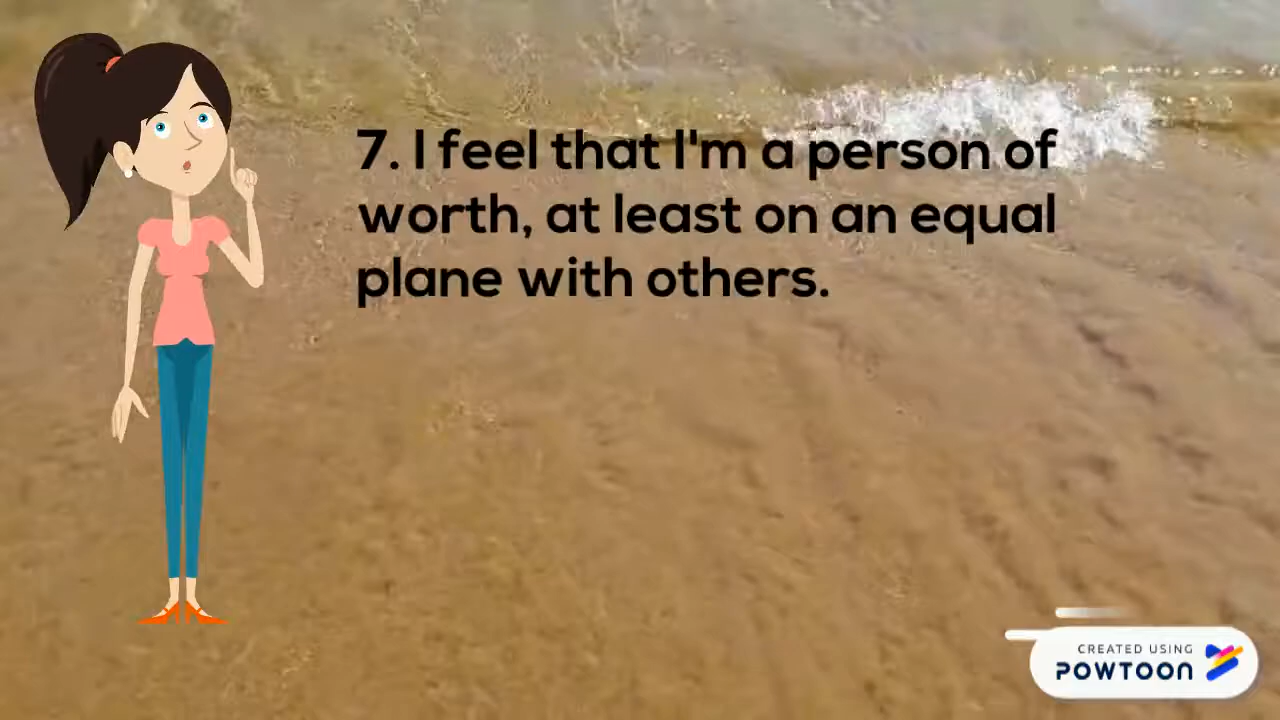 7. I feel that I'm a person of
worth, at least on an equal
plane with others.
CREATED USING
POWTOON